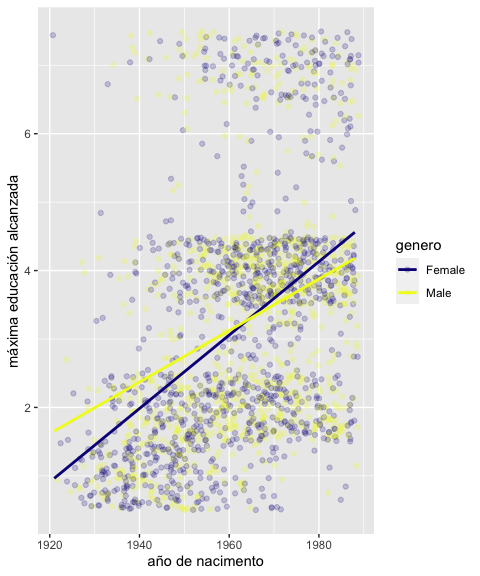 máxima educación alcanzada
6
4
2
1920 1940 1960 1980
año de nacimento
genero
Female
Male